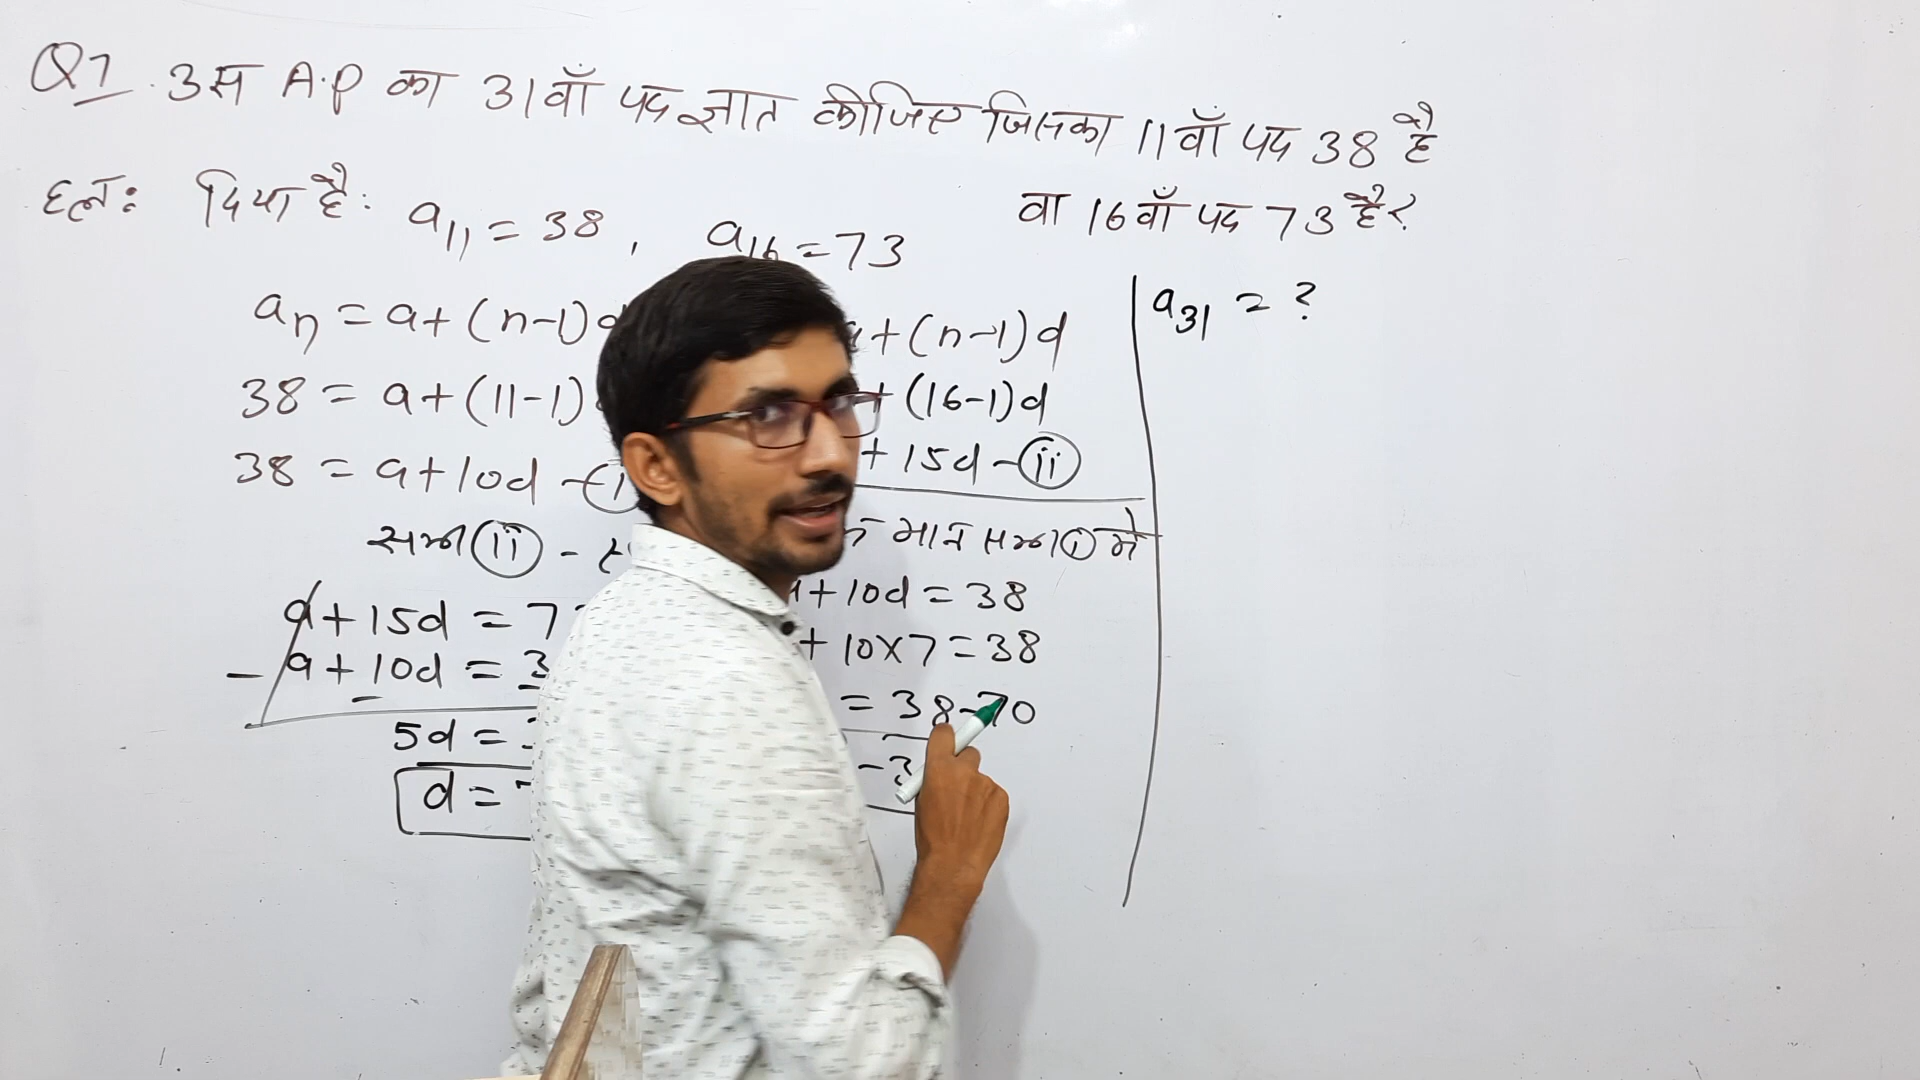 Q7 उस A.P का 31वाँ पद ज्ञात कीजिए जिसका 11वाँ पद 38 है
वा 16वाँ पद 73 है?
हल: दिया है: a₁₁ = 38, a₁₆ = 73
aₙ = a + (n-1)d
38 = a + (11-1)
38 = a + 10d - (i)
(ii) -
a + 15d = 7
- a + 10d = 3
5d =
d =
+ (n-1)d
+ (16-1)d
+ 15d - (ii)
मान समी (i) में
+ 10d = 38
+ 10×7 = 38
= 38-70
-3
a₃₁ = ?